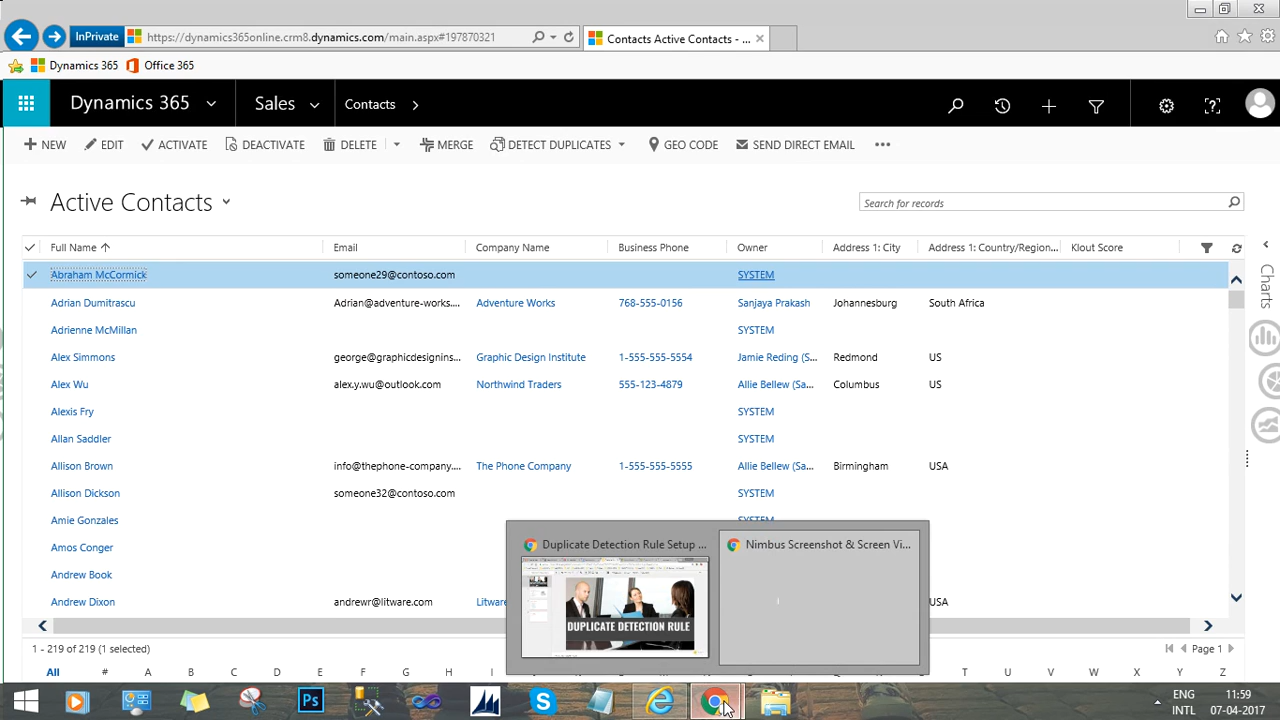 InPrivate https://dynamics365online.crm8.dynamics.com/main.aspx#197870321 Contacts Active Contacts - ...
Dynamics 365 Office 365
Dynamics 365 Sales Contacts
NEW EDIT ACTIVATE DEACTIVATE DELETE MERGE DETECT DUPLICATES GEO CODE SEND DIRECT EMAIL ...
Active Contacts Search for records
Full Name Email Company Name Business Phone Owner Address 1: City Address 1: Country/Region... Klout Score
Abraham McCormick someone29@contoso.com SYSTEM
Adrian Dumitrascu Adrian@adventure-works.... Adventure Works 768-555-0156 Sanjaya Prakash Johannesburg South Africa
Adrienne McMillan SYSTEM
Alex Simmons george@graphicdesignins... Graphic Design Institute 1-555-555-5554 Jamie Reding (S... Redmond US
Alex Wu alex.y.wu@outlook.com Northwind Traders 555-123-4879 Allie Bellew (Sa... Columbus US
Alexis Fry SYSTEM
Allan Saddler SYSTEM
Allison Brown info@thephone-company.... The Phone Company 1-555-555-5555 Allie Bellew (Sa... Birmingham USA
Allison Dickson someone32@contoso.com SYSTEM
Amie Gonzales SYSTEM
Amos Conger
Andrew Book
Andrew Dixon andrewr@litware.com Litwa USA
Charts
Duplicate Detection Rule Setup ... Nimbus Screenshot & Screen Vi...
DUPLICATE DETECTION RULE
1 - 219 of 219 (1 selected) Page 1
All # A B C D E F G H T U V W X Y Z
Ps
ENG 11:59
INTL 07-04-2017